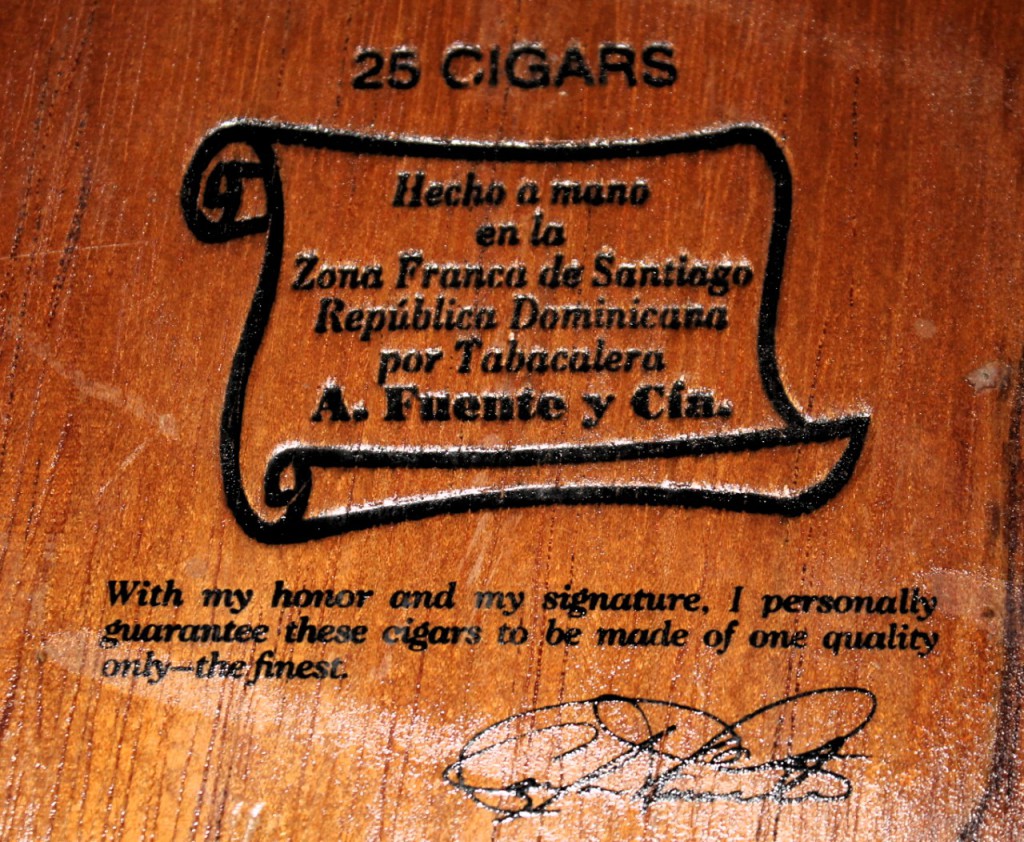 25 CIGARS
Hecho a mano
en la
Zona Franca de Santiago
República Dominicana
por Tabacalera
A. Fuente y Cía.
With my honor and my signature, I personally
guarantee these cigars to be made of one quality
only—the finest.